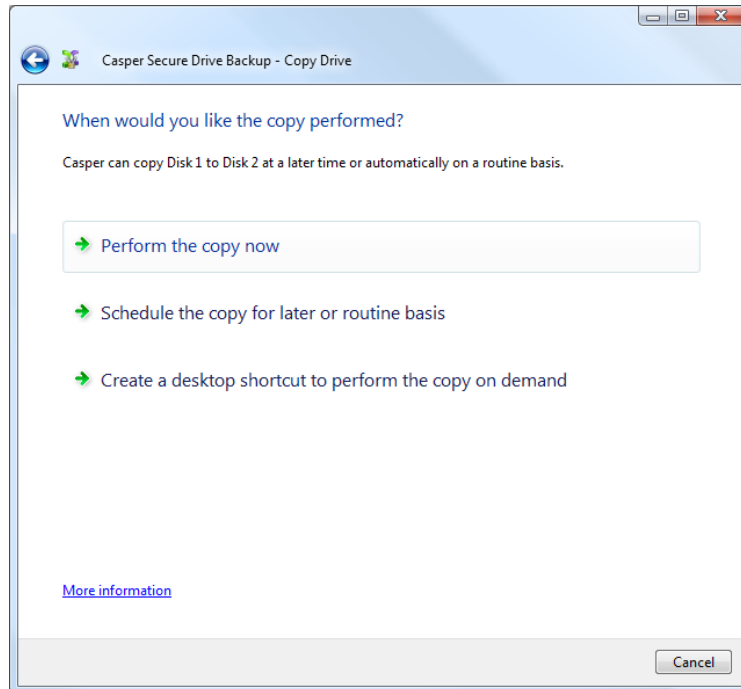 Casper Secure Drive Backup - Copy Drive
When would you like the copy performed?
Casper can copy Disk 1 to Disk 2 at a later time or automatically on a routine basis.
Perform the copy now
Schedule the copy for later or routine basis
Create a desktop shortcut to perform the copy on demand
More information
Cancel